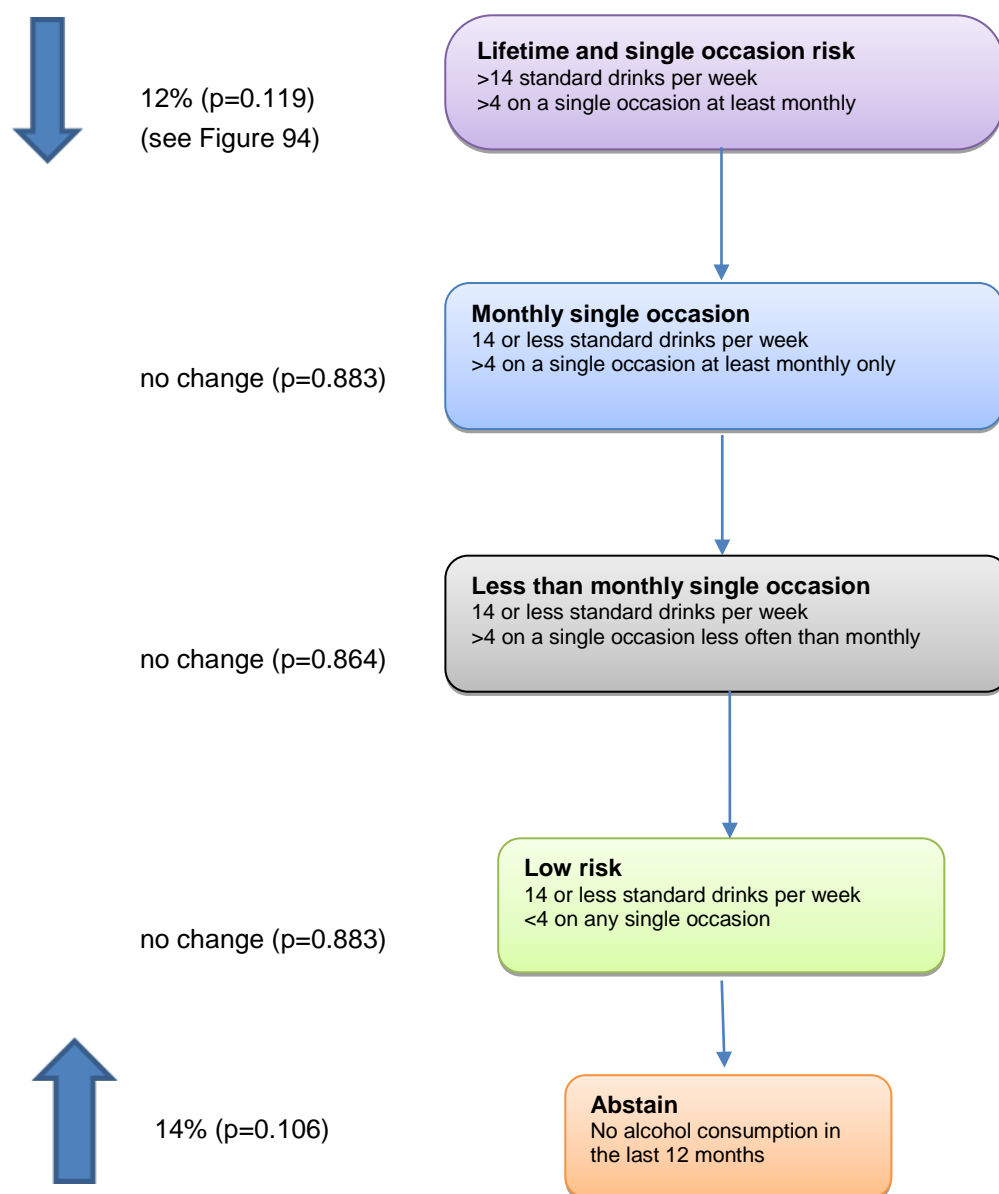 Lifetime and single occasion risk
>14 standard drinks per week
>4 on a single occasion at least monthly
12% (p=0.119)
(see Figure 94)
Monthly single occasion
14 or less standard drinks per week
>4 on a single occasion at least monthly only
no change (p=0.883)
Less than monthly single occasion
14 or less standard drinks per week
>4 on a single occasion less often than monthly
no change (p=0.864)
Low risk
14 or less standard drinks per week
<4 on any single occasion
no change (p=0.883)
Abstain
No alcohol consumption in
the last 12 months
14% (p=0.106)